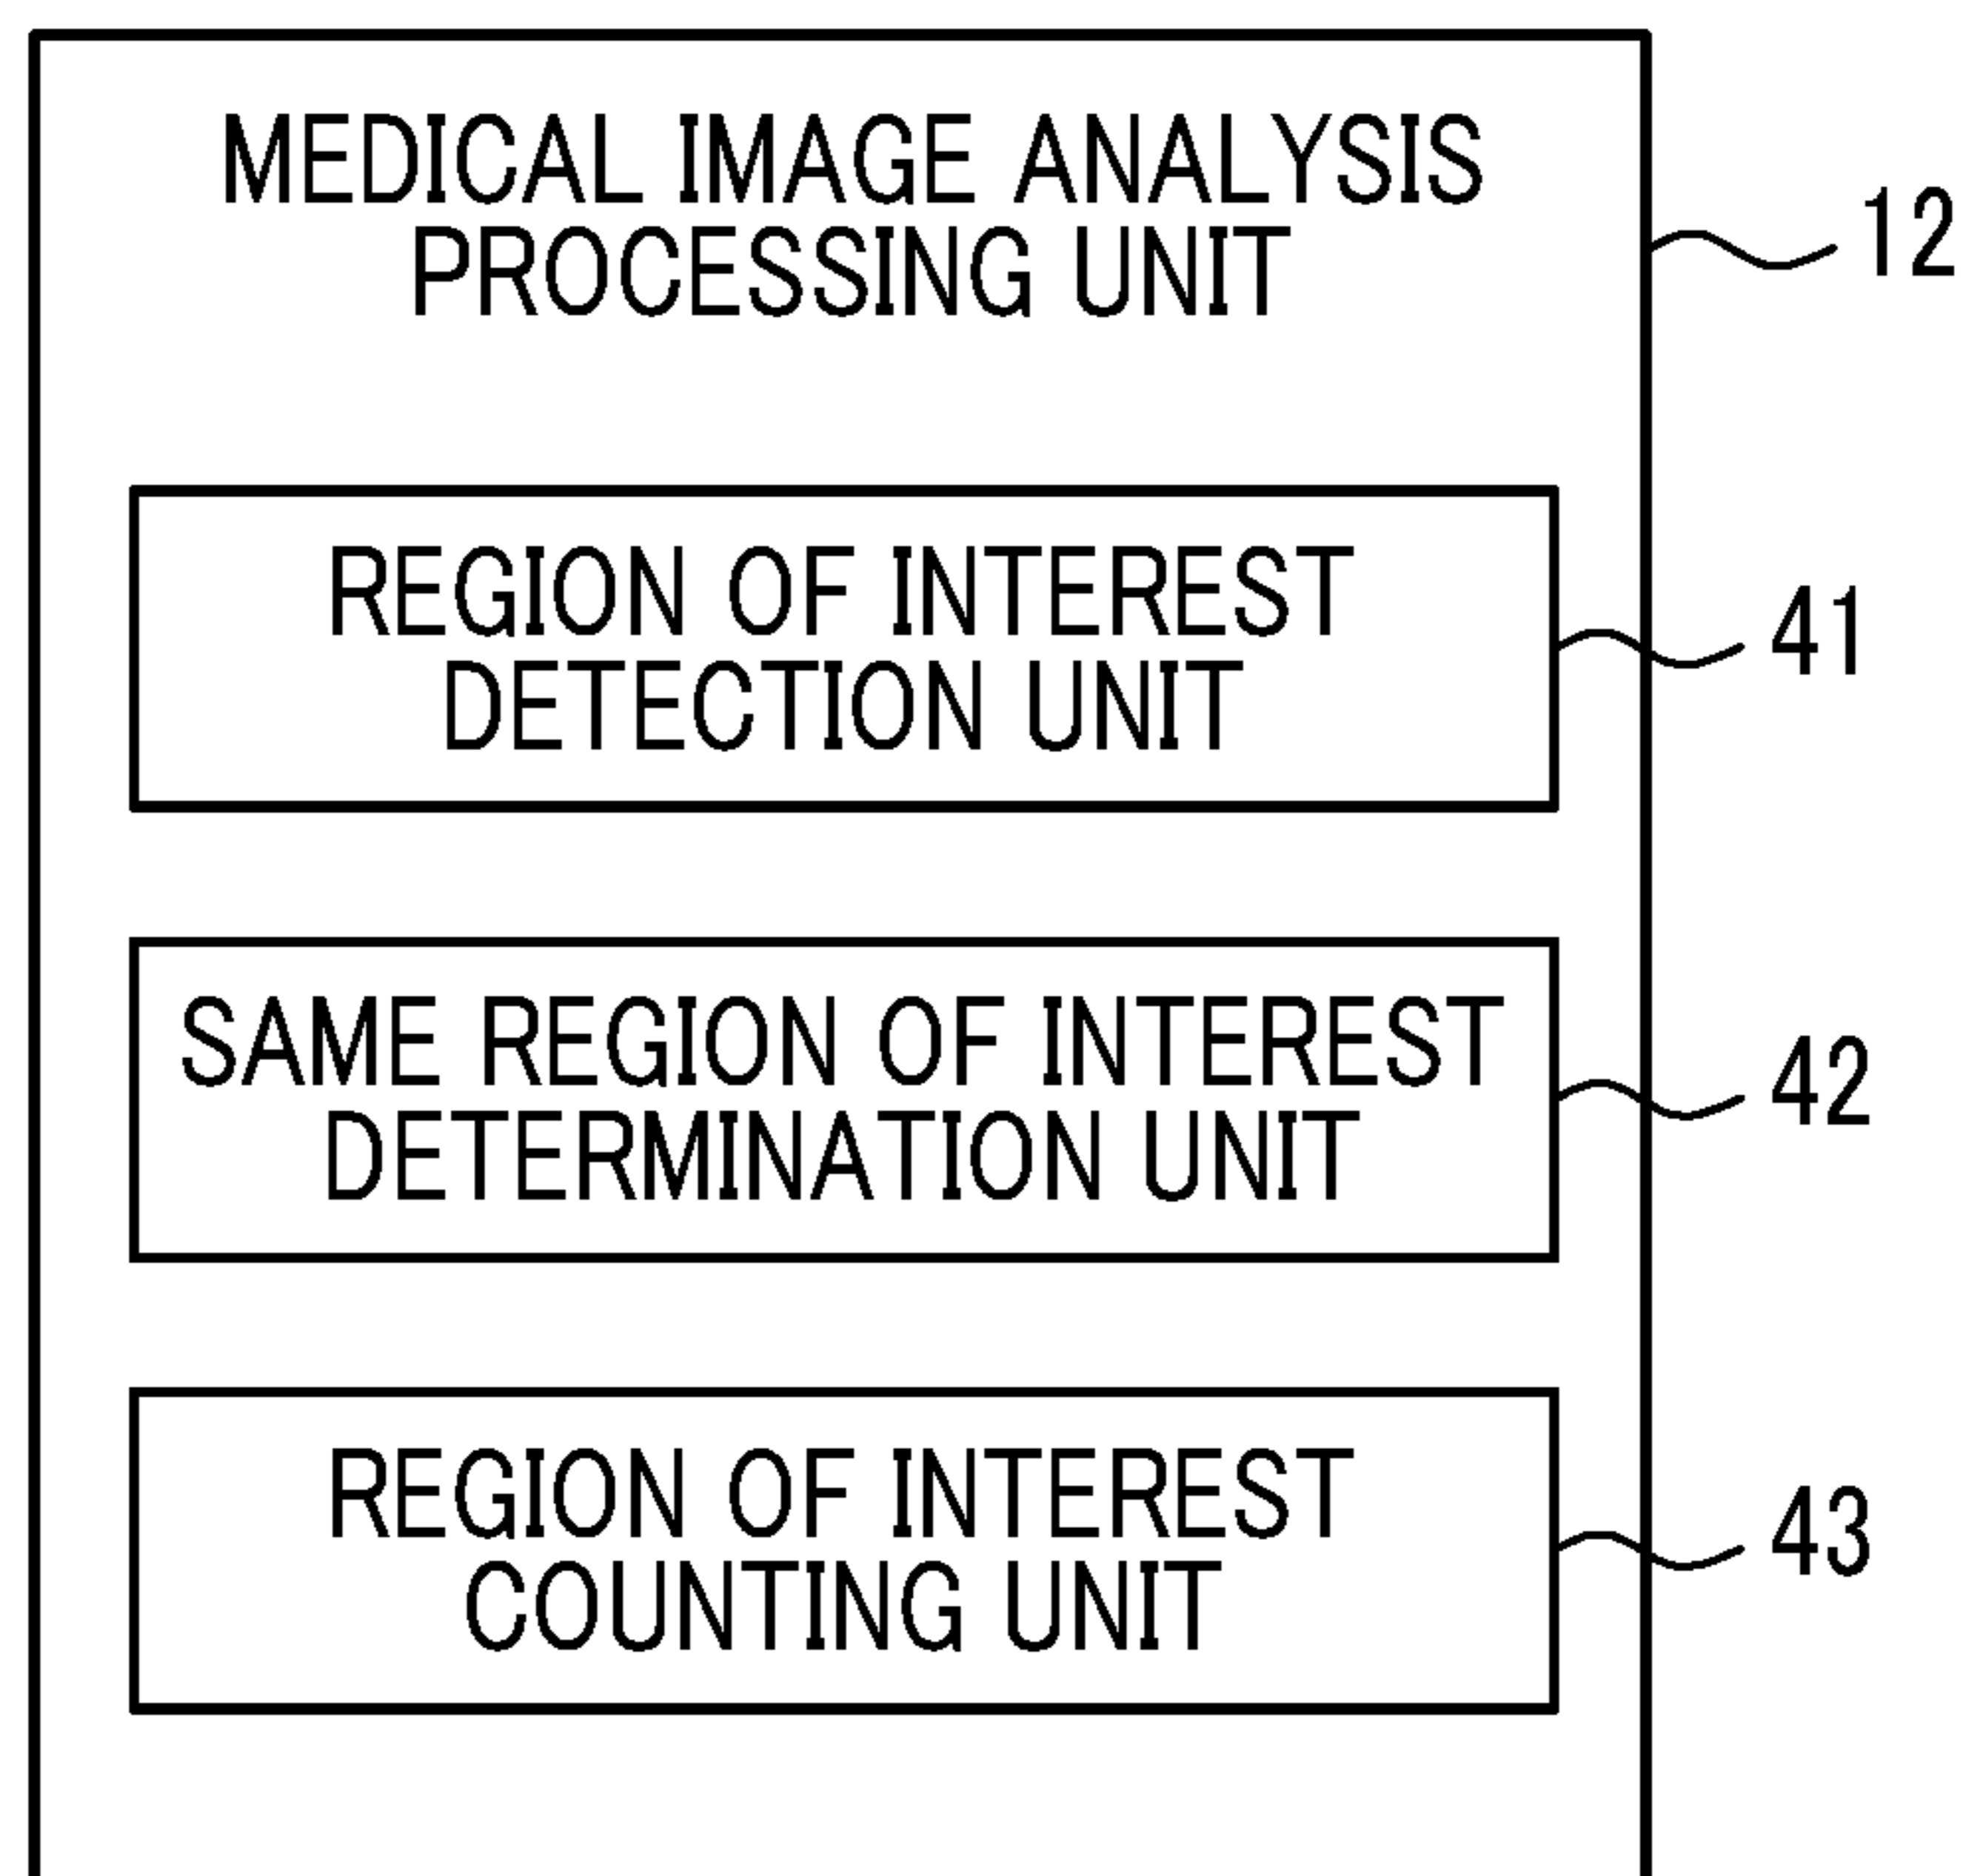 MEDICAL IMAGE ANALYSIS
PROCESSING UNIT
12
REGION OF INTEREST
DETECTION UNIT
41
SAME REGION OF INTEREST
DETERMINATION UNIT
42
REGION OF INTEREST
COUNTING UNIT
43